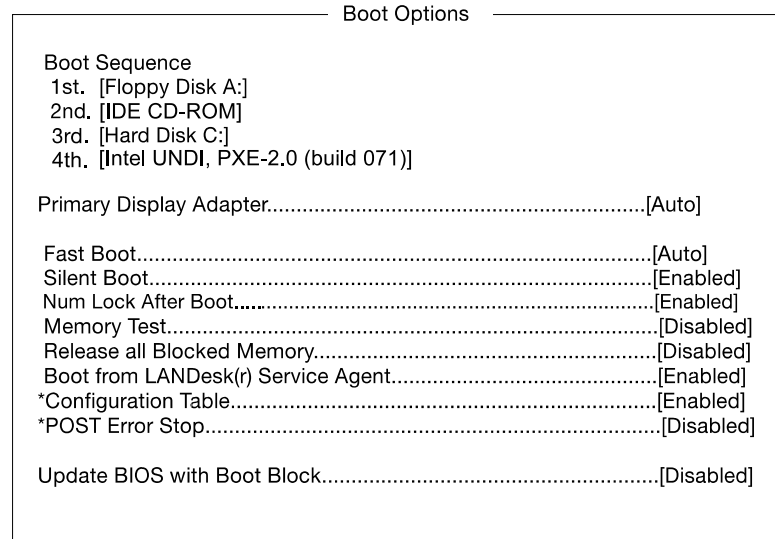 Boot Options
Boot Sequence
1st. [Floppy Disk A:]
2nd. [IDE CD-ROM]
3rd. [Hard Disk C:]
4th. [Intel UNDI, PXE-2.0 (build 071)]
Primary Display Adapter................................................................[Auto]
Fast Boot.......................................................................................[Auto]
Silent Boot.....................................................................................[Enabled]
Num Lock After Boot.......................................................................[Enabled]
Memory Test...................................................................................[Disabled]
Release all Blocked Memory..........................................................[Disabled]
Boot from LANDesk(r) Service Agent.............................................[Enabled]
*Configuration Table........................................................................[Enabled]
*POST Error Stop.............................................................................[Disabled]
Update BIOS with Boot Block.........................................................[Disabled]